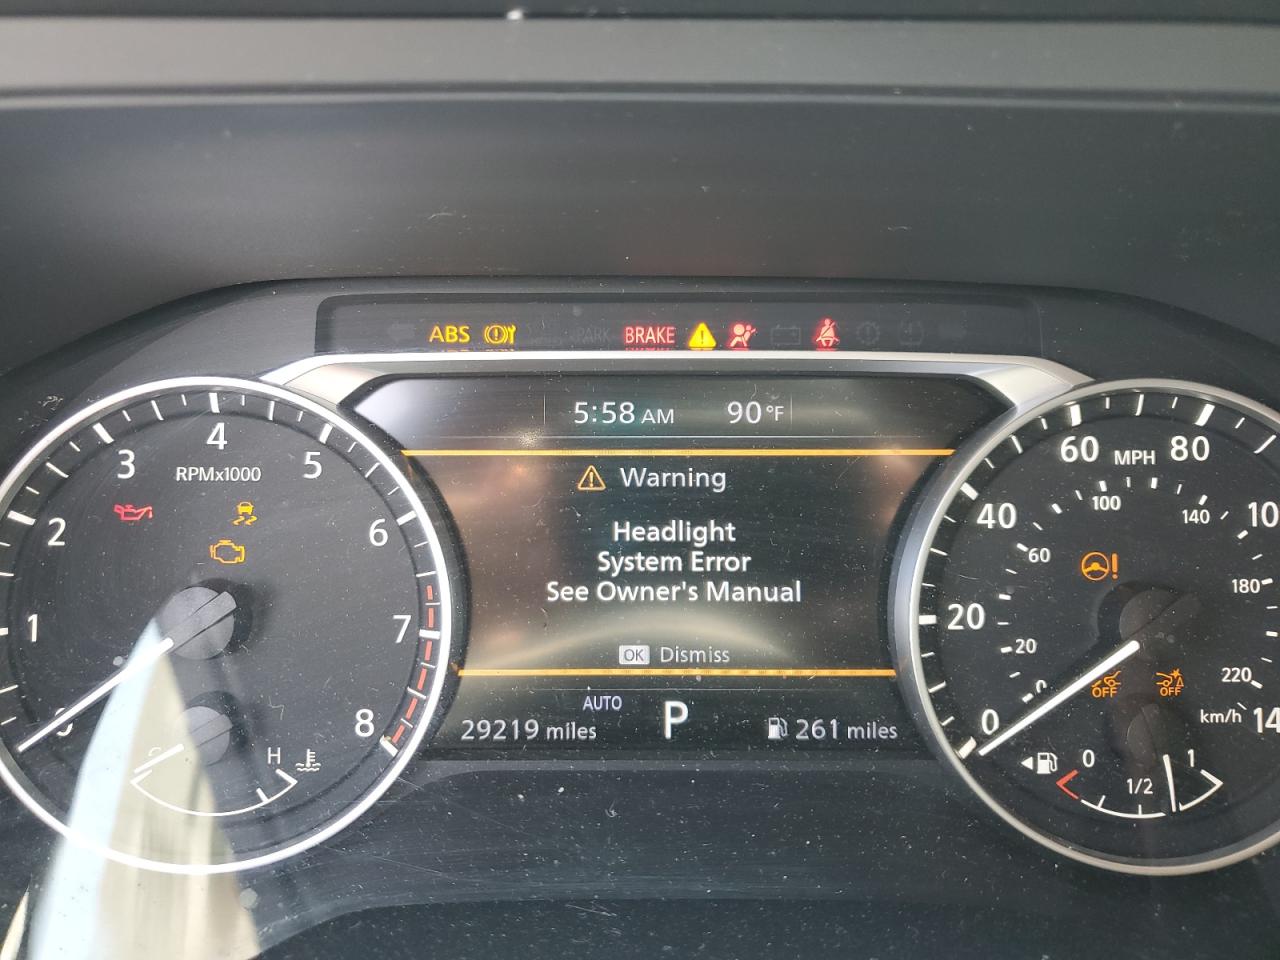 ABS
PARK
BRAKE
5:58 AM 90°F
Warning
Headlight
System Error
See Owner's Manual
OK Dismiss
AUTO
29219 miles P 261 miles
RPMx1000
1 2 3 4 5 6 7 8
H
MPH
0 20 40 60 80
0 20 60 100 140 180 220
km/h
OFF OFF
0 1/2 1